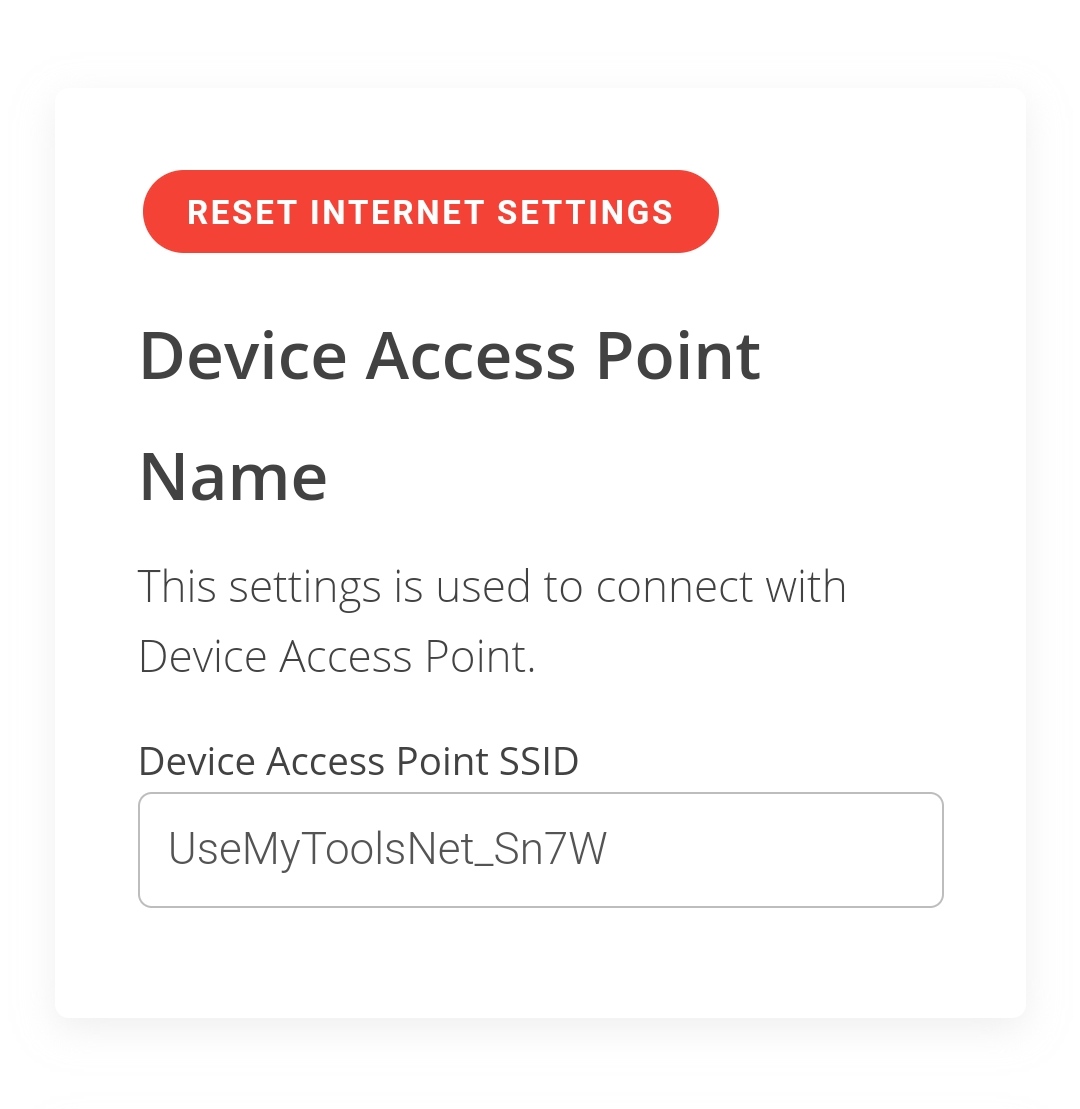 RESET INTERNET SETTINGS
Device Access Point
Name
This settings is used to connect with
Device Access Point.
Device Access Point SSID
UseMyToolsNet_Sn7W